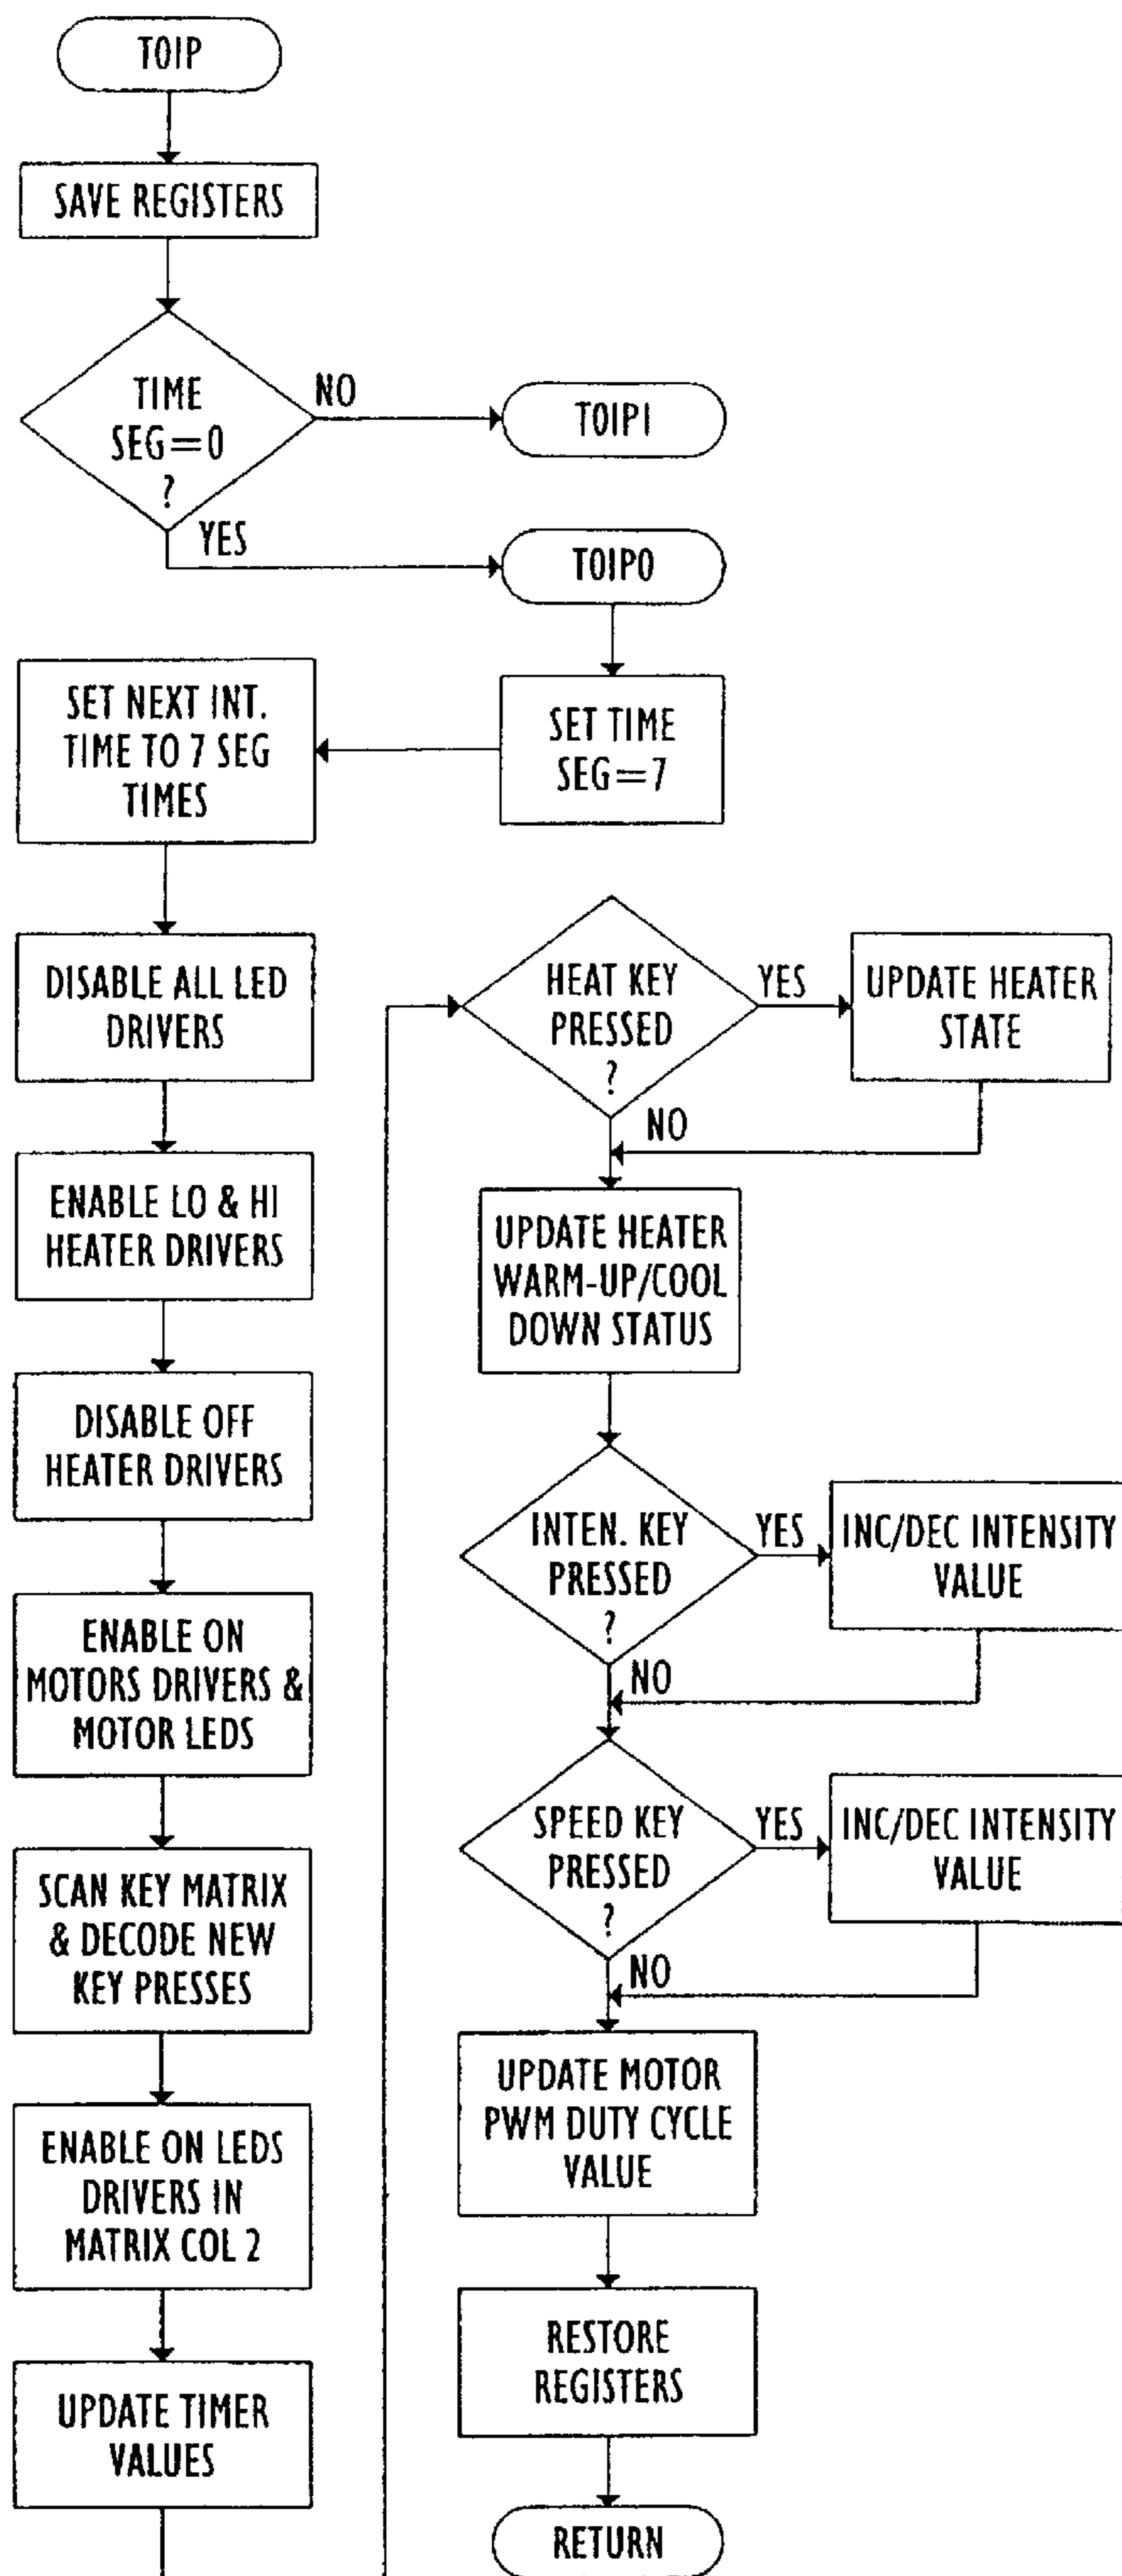 TOIP
SAVE REGISTERS
TIME
SEG=0
?
NO
TOIP1
YES
TOIP0
SET TIME
SEG=7
SET NEXT INT.
TIME TO 7 SEG
TIMES
DISABLE ALL LED
DRIVERS
ENABLE LO & HI
HEATER DRIVERS
DISABLE OFF
HEATER DRIVERS
ENABLE ON
MOTORS DRIVERS &
MOTOR LEDS
SCAN KEY MATRIX
& DECODE NEW
KEY PRESSES
ENABLE ON LEDS
DRIVERS IN
MATRIX COL 2
UPDATE TIMER
VALUES
HEAT KEY
PRESSED
?
YES
UPDATE HEATER
STATE
NO
UPDATE HEATER
WARM-UP/COOL
DOWN STATUS
INTEN. KEY
PRESSED
?
YES
INC/DEC INTENSITY
VALUE
NO
SPEED KEY
PRESSED
?
YES
INC/DEC INTENSITY
VALUE
NO
UPDATE MOTOR
PWM DUTY CYCLE
VALUE
RESTORE
REGISTERS
RETURN